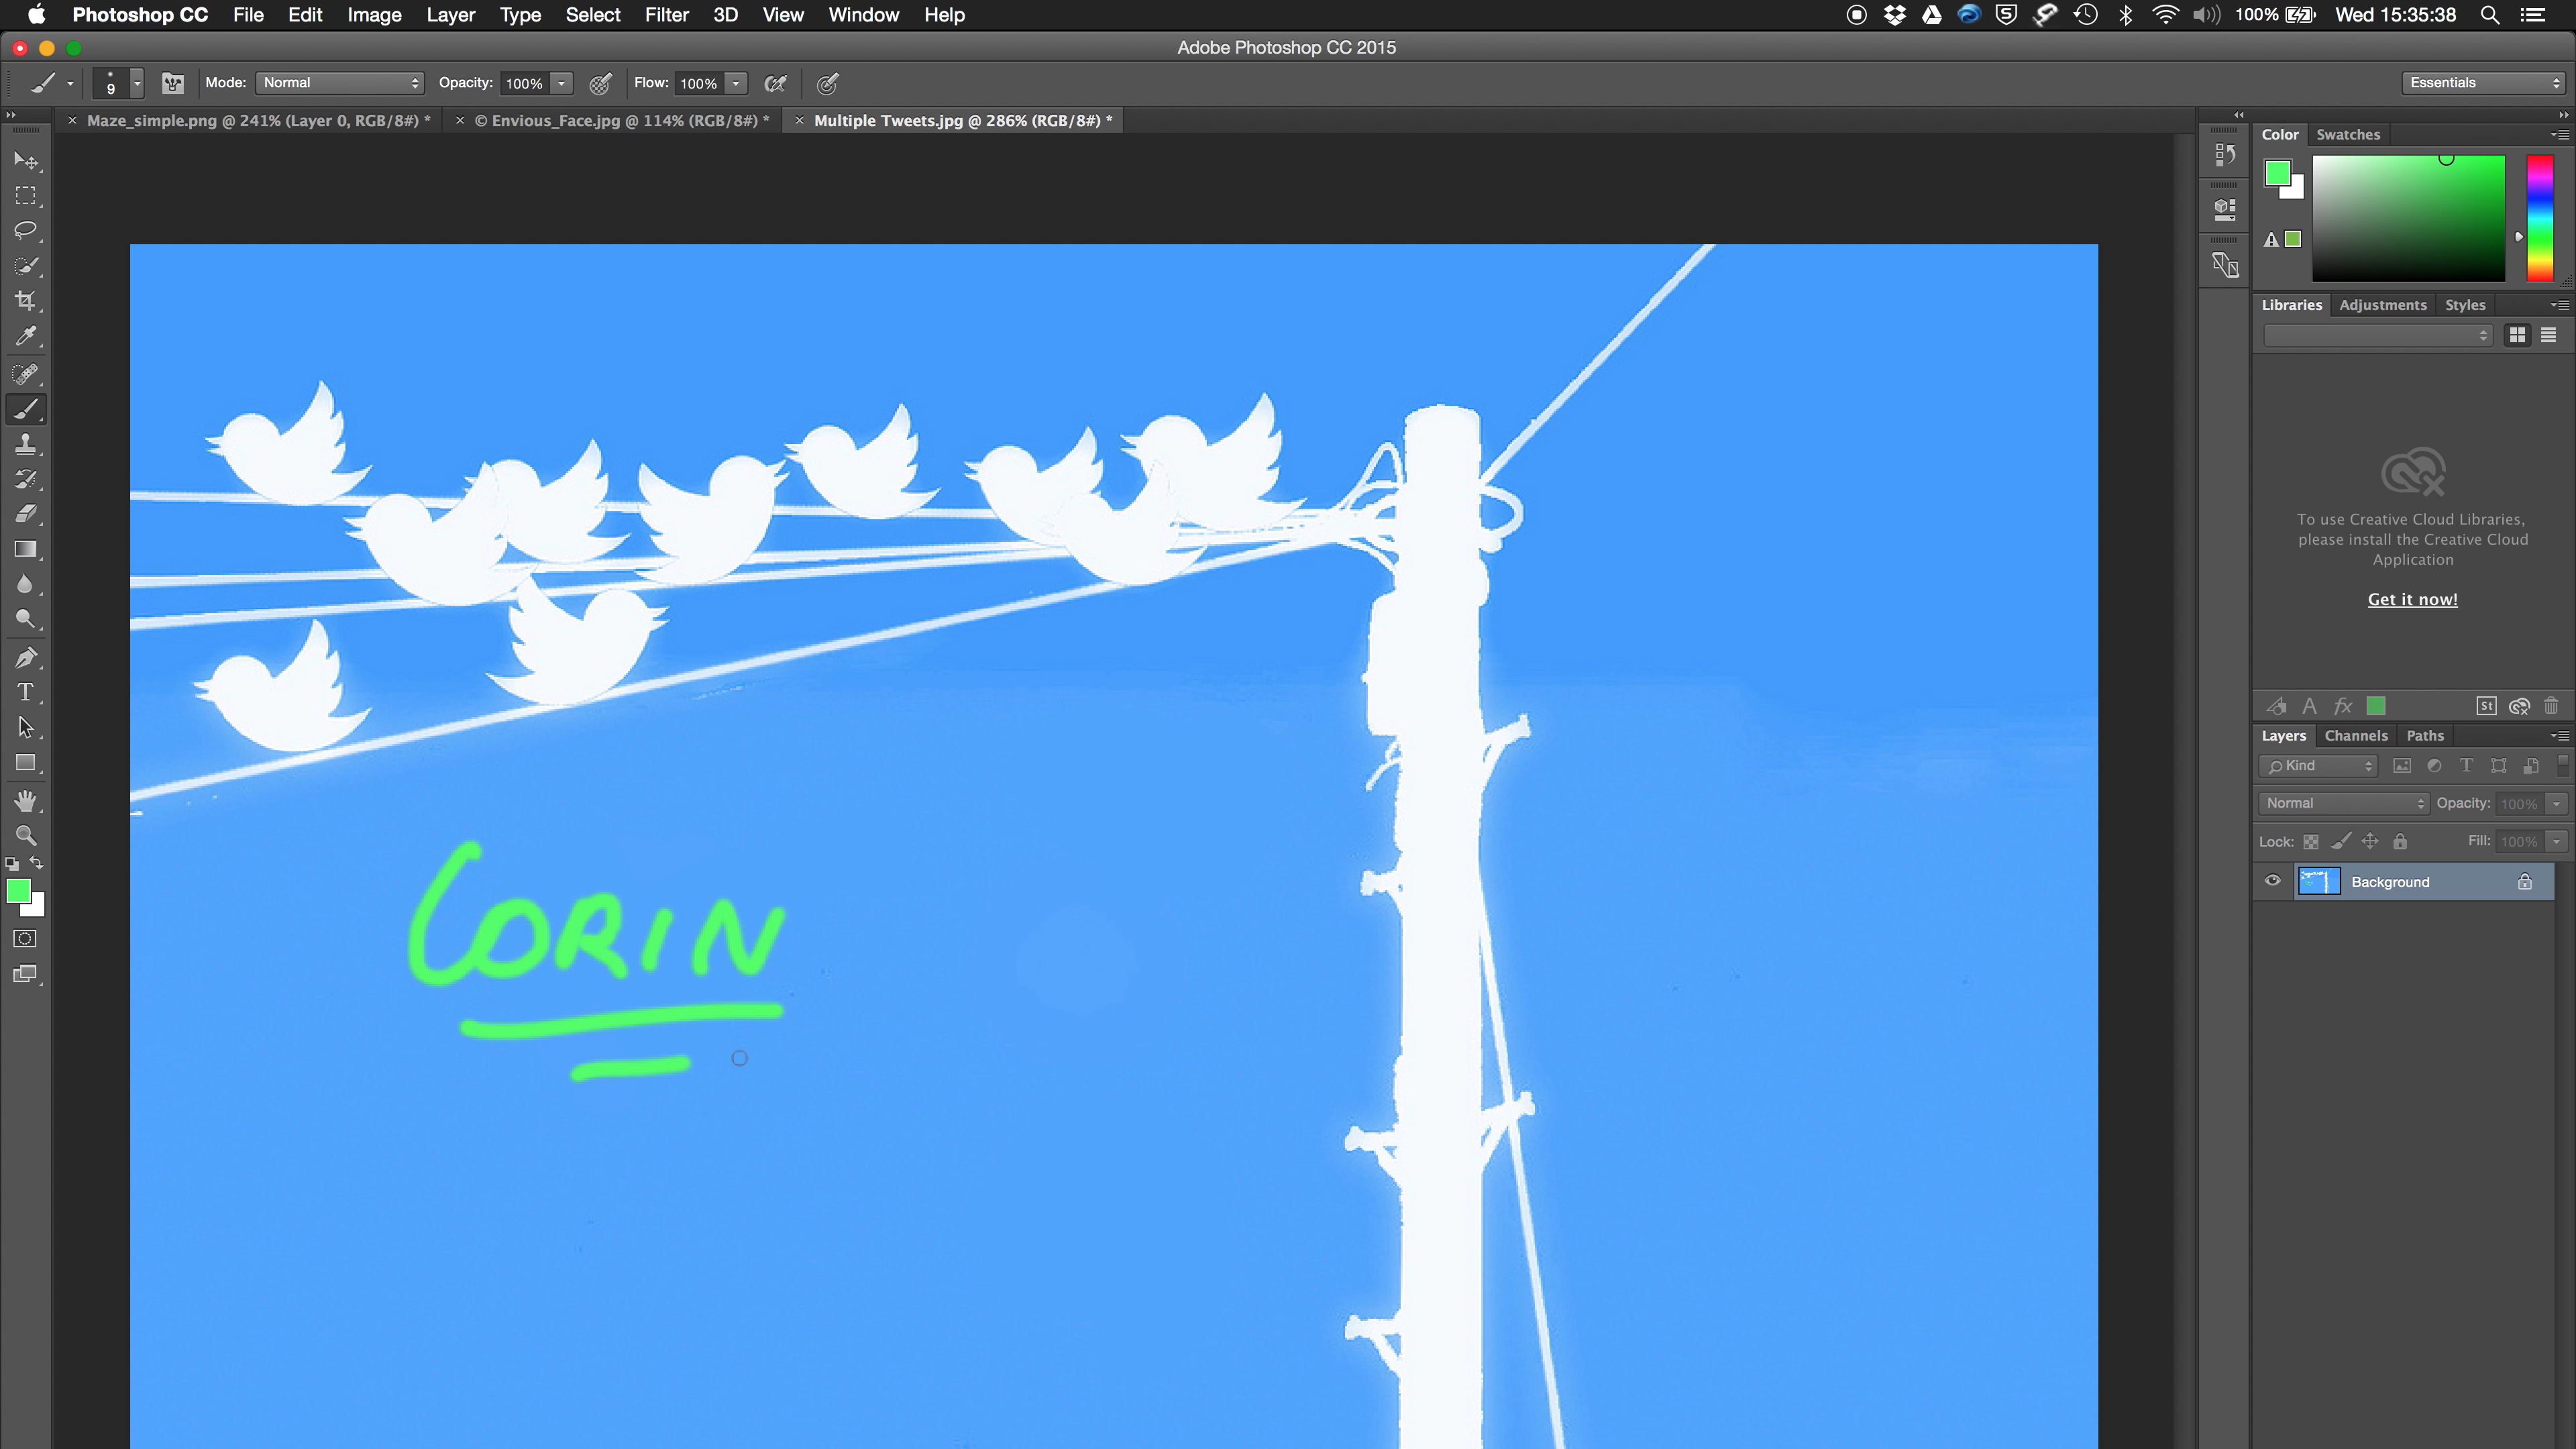 Photoshop CC File Edit Image Layer Type Select Filter 3D View Window Help 100% Wed 15:35:38
Adobe Photoshop CC 2015
9 Mode: Normal Opacity: 100% Flow: 100% Essentials
Maze_simple.png @ 241% (Layer 0, RGB/8#) * © Envious_Face.jpg @ 114% (RGB/8#) * Multiple Tweets.jpg @ 286% (RGB/8#) *
Color Swatches
Libraries Adjustments Styles
To use Creative Cloud Libraries,
please install the Creative Cloud
Application
Get it now!
St
Layers Channels Paths
Kind
Normal Opacity: 100%
Lock: Fill: 100%
Background
CORIN